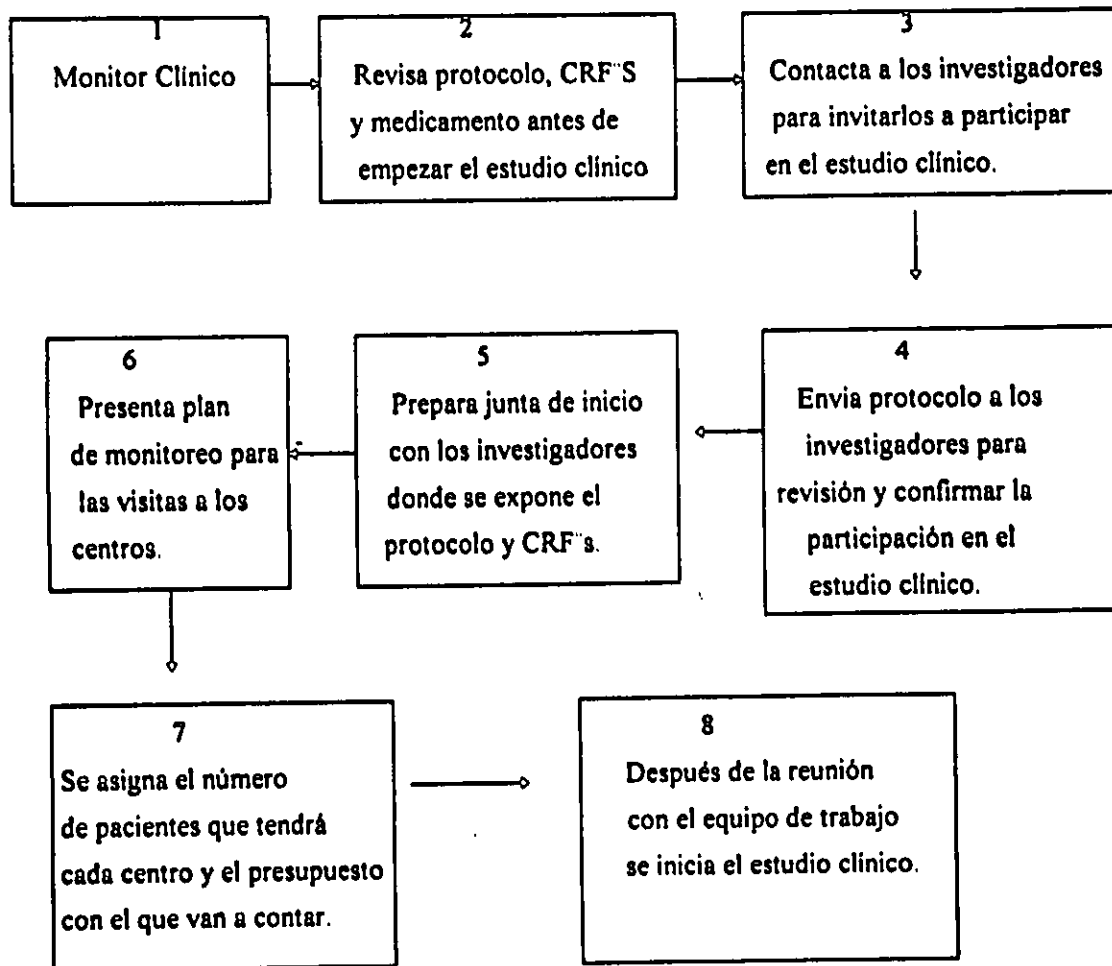 1
Monitor Clínico
2
Revisa protocolo, CRF¨S
y medicamento antes de
empezar el estudio clínico
3
Contacta a los investigadores
para invitarlos a participar
en el estudio clínico.
4
Envia protocolo a los
investigadores para
revisión y confirmar la
participación en el
estudio clínico.
5
Prepara junta de inicio
con los investigadores
donde se expone el
protocolo y CRF¨s.
6
Presenta plan
de monitoreo para
las visitas a los
centros.
7
Se asigna el número
de pacientes que tendrá
cada centro y el presupuesto
con el que van a contar.
8
Después de la reunión
con el equipo de trabajo
se inicia el estudio clínico.